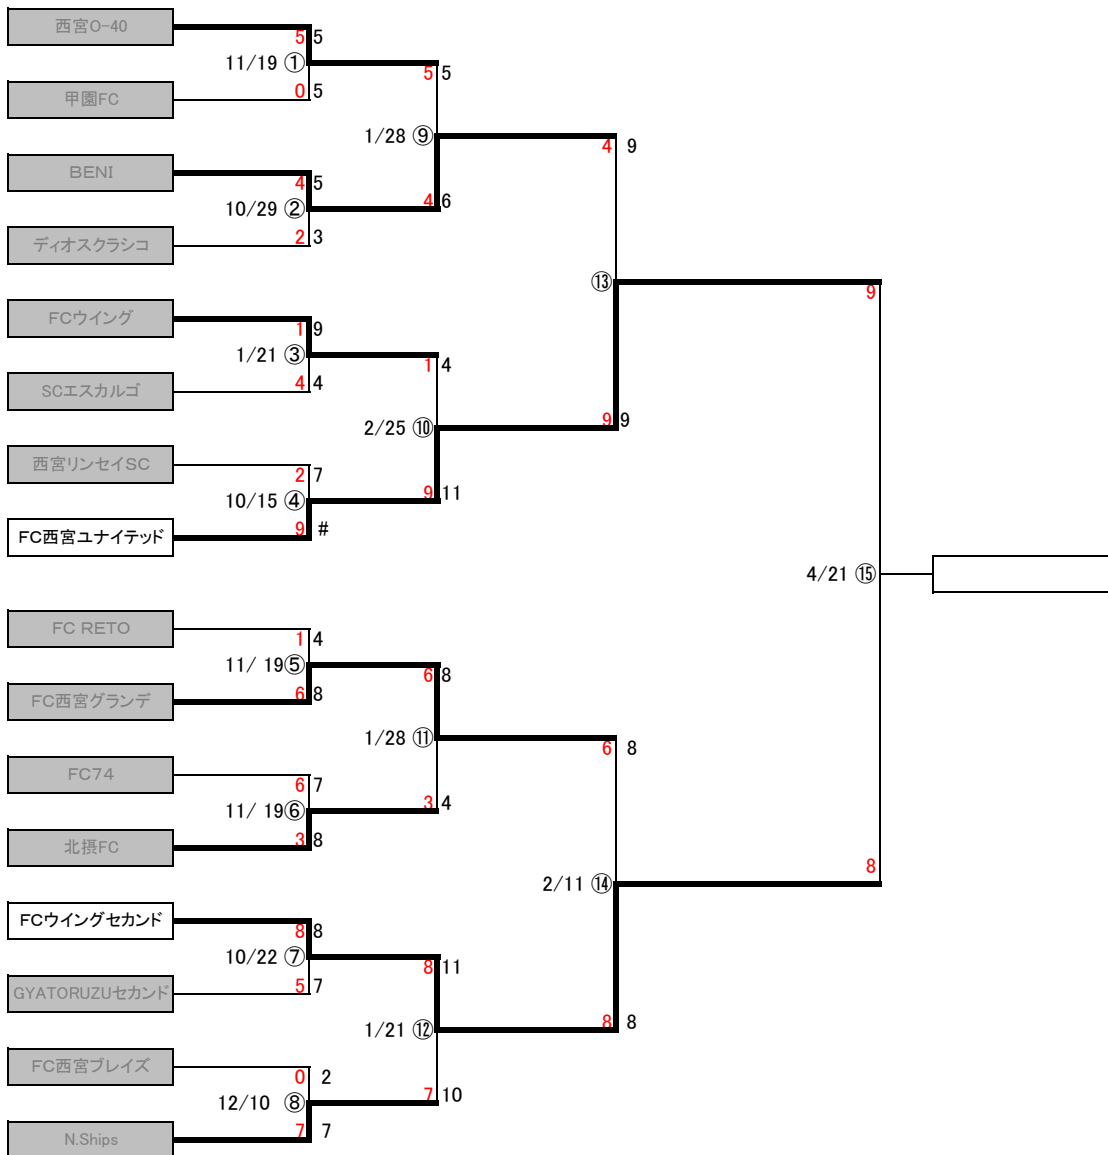 西宮O-40
5 5
11/19 ①
5 5
0 5
甲園FC
1/28 ⑨
4 9
BENI
4 5
10/29 ②
4 6
2 3
ディオスクラシコ
⑬
9
FCウイング
1 9
1/21 ③
1 4
4 4
SCエスカルゴ
2/25 ⑩
9 9
西宮リンセイSC
2 7
10/15 ④
9 11
9 #
FC西宮ユナイテッド
4/21 ⑮
FC RETO
1 4
11/ 19⑤
6 8
6 8
FC西宮グランデ
1/28 ⑪
6 8
FC74
6 7
11/ 19⑥
3 4
3 8
北摂FC
8
2/11 ⑭
FCウイングセカンド
8 8
10/22 ⑦
8 11
5 7
GYATORUZUセカンド
1/21 ⑫
8 8
FC西宮ブレイズ
0 2
12/10 ⑧
7 10
7 7
N.Ships